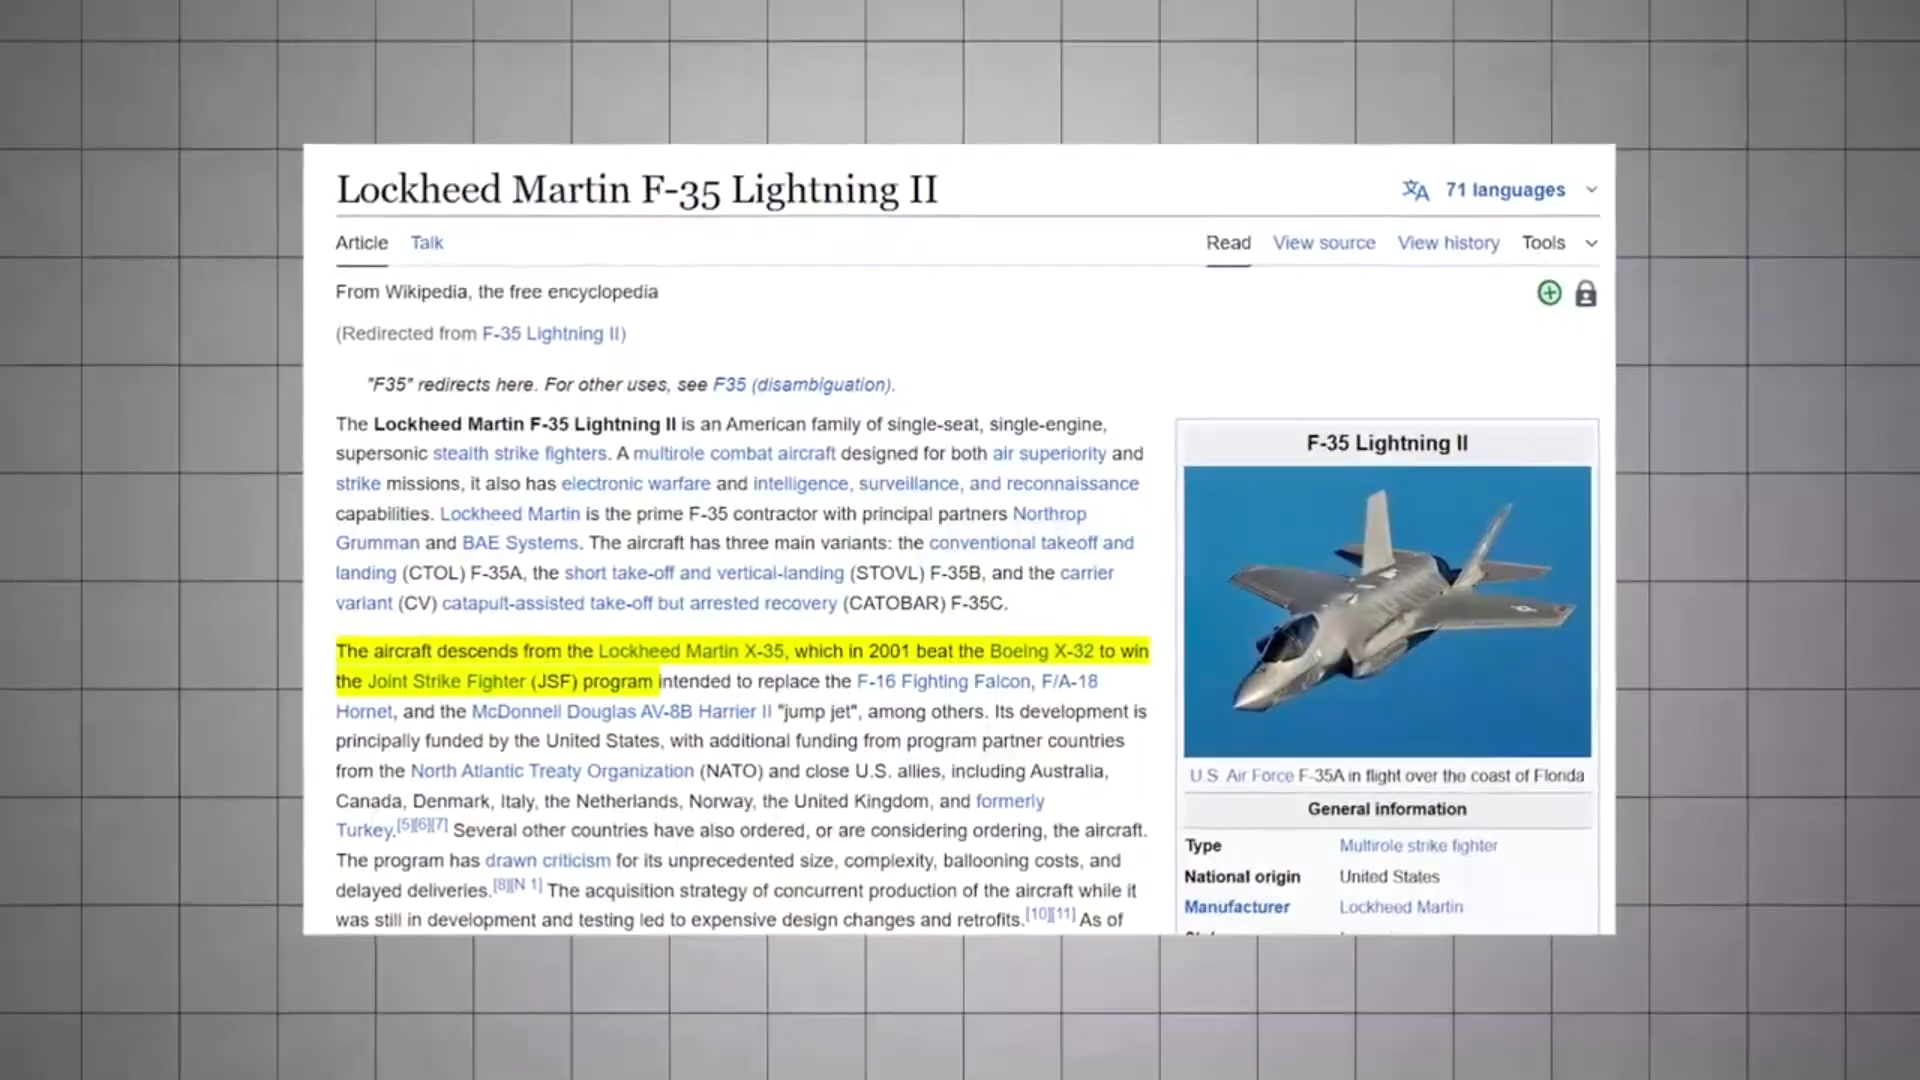 Lockheed Martin F-35 Lightning II
71 languages
Article Talk
Read View source View history Tools
From Wikipedia, the free encyclopedia
(Redirected from F-35 Lightning II)
"F35" redirects here. For other uses, see F35 (disambiguation).
The Lockheed Martin F-35 Lightning II is an American family of single-seat, single-engine,
supersonic stealth strike fighters. A multirole combat aircraft designed for both air superiority and
strike missions, it also has electronic warfare and intelligence, surveillance, and reconnaissance
capabilities. Lockheed Martin is the prime F-35 contractor with principal partners Northrop
Grumman and BAE Systems. The aircraft has three main variants: the conventional takeoff and
landing (CTOL) F-35A, the short take-off and vertical-landing (STOVL) F-35B, and the carrier
variant (CV) catapult-assisted take-off but arrested recovery (CATOBAR) F-35C.
The aircraft descends from the Lockheed Martin X-35, which in 2001 beat the Boeing X-32 to win
the Joint Strike Fighter (JSF) program intended to replace the F-16 Fighting Falcon, F/A-18
Hornet, and the McDonnell Douglas AV-8B Harrier II "jump jet", among others. Its development is
principally funded by the United States, with additional funding from program partner countries
from the North Atlantic Treaty Organization (NATO) and close U.S. allies, including Australia,
Canada, Denmark, Italy, the Netherlands, Norway, the United Kingdom, and formerly
Turkey.[5][6][7] Several other countries have also ordered, or are considering ordering, the aircraft.
The program has drawn criticism for its unprecedented size, complexity, ballooning costs, and
delayed deliveries.[8][N 1] The acquisition strategy of concurrent production of the aircraft while it
was still in development and testing led to expensive design changes and retrofits.[10][11] As of
F-35 Lightning II
U.S. Air Force F-35A in flight over the coast of Florida
General information
Type Multirole strike fighter
National origin United States
Manufacturer Lockheed Martin